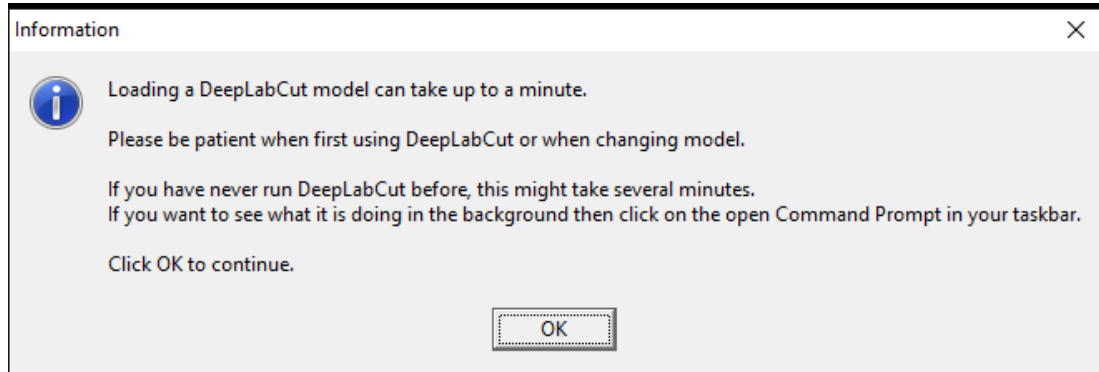 Information
Loading a DeepLabCut model can take up to a minute.
Please be patient when first using DeepLabCut or when changing model.
If you have never run DeepLabCut before, this might take several minutes.
If you want to see what it is doing in the background then click on the open Command Prompt in your taskbar.
Click OK to continue.
OK